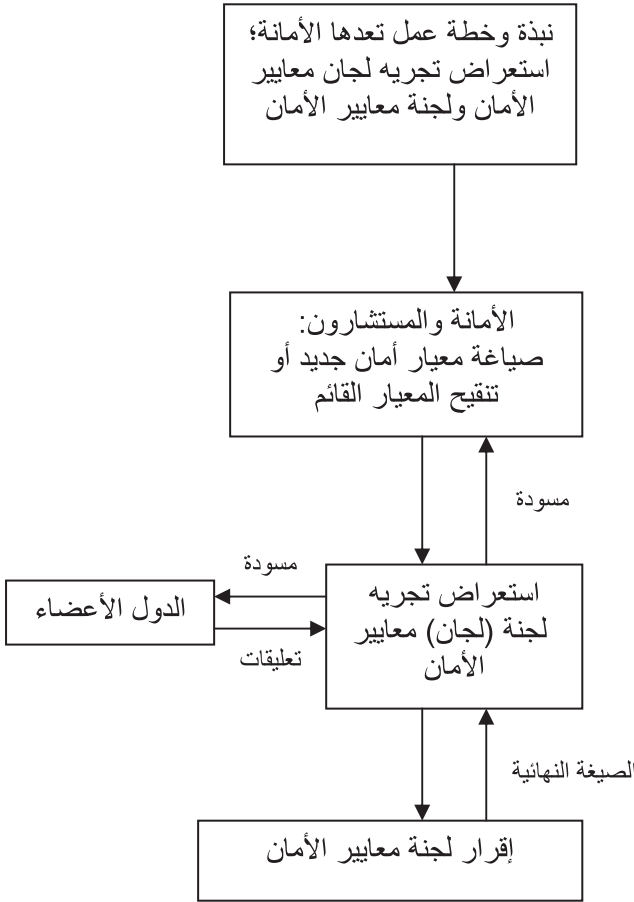 نبذة وخطة عمل تعدها الأمانة؛
استعراض تجريه لجان معايير
الأمان ولجنة معايير الأمان
الأمانة والمستشارون:
صياغة معيار أمان جديد أو
تنقيح المعيار القائم
مسودة
استعراض تجريه
لجنة (لجان) معايير
الأمان
مسودة
الدول الأعضاء
تعليقات
الصيغة النهائية
إقرار لجنة معايير الأمان